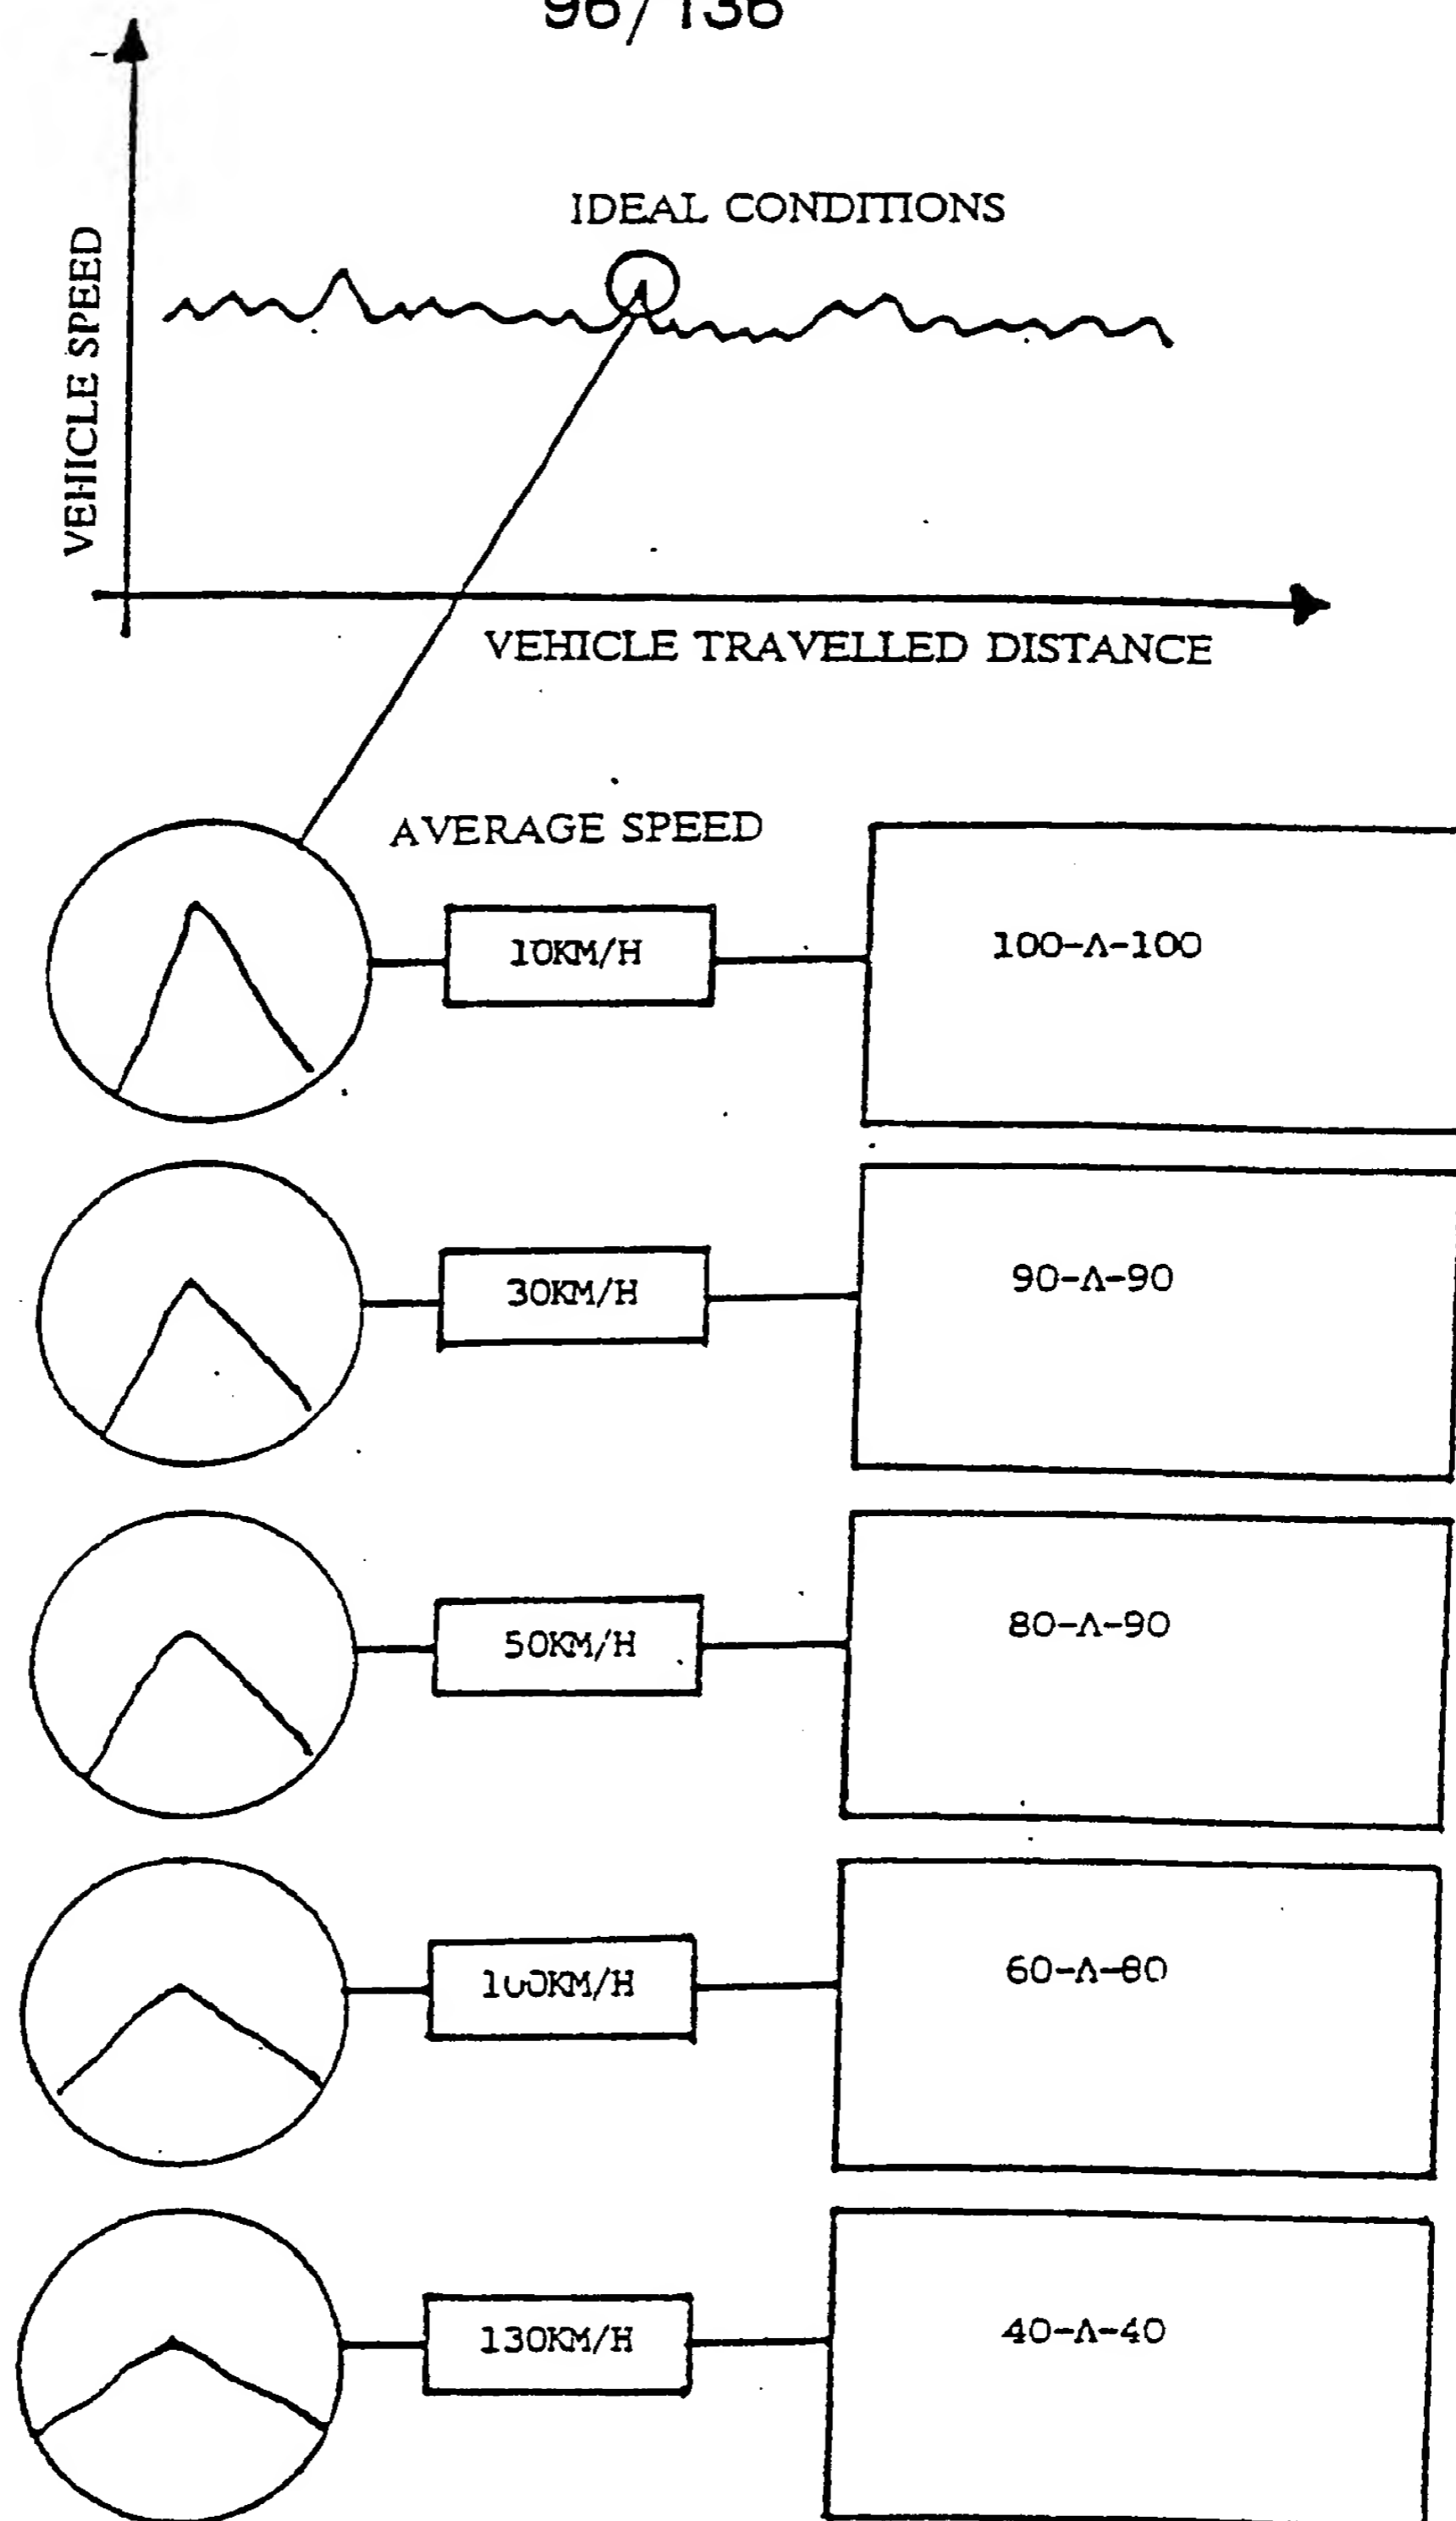 96/136
IDEAL CONDITIONS
VEHICLE SPEED
VEHICLE TRAVELLED DISTANCE
AVERAGE SPEED
10KM/H
100-Λ-100
30KM/H
90-Λ-90
50KM/H
80-Λ-90
100KM/H
60-Λ-80
130KM/H
40-Λ-40